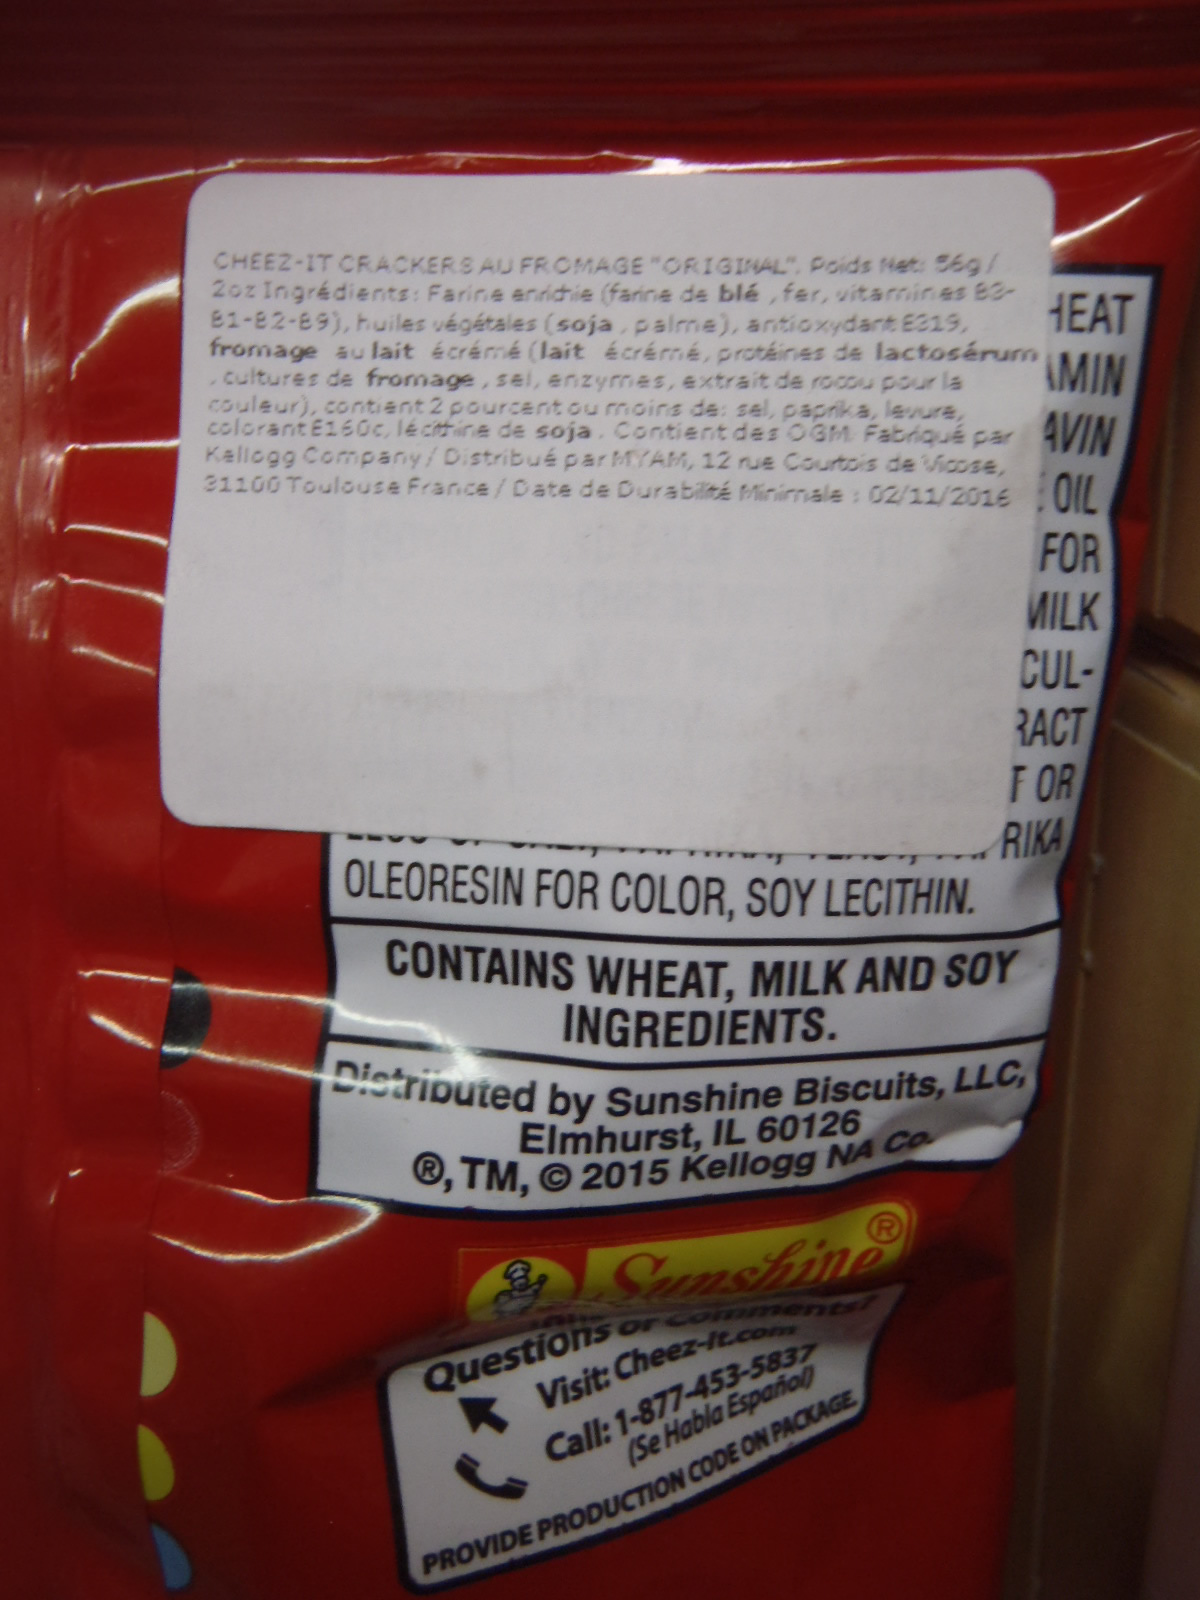 CHEEZ-IT CRACKERS AU FROMAGE "ORIGINAL". Poids Net: 56g /
2oz Ingrédients: Farine enrichie (farine de blé , fer, vitamines B3-
B1-B2-B9), huiles végétales (soja , palme), antioxydant E319,
fromage au lait écrémé (lait écrémé, protéines de lactosérum
, cultures de fromage , sel, enzymes, extrait de rocou pour la
couleur), contient 2 pourcent ou moins de: sel, paprika, levure,
colorant E160c, lécithine de soja . Contient des OGM. Fabriqué par
Kellogg Company / Distribué par MYAM, 12 rue Courtois de Vicose,
31100 Toulouse France / Date de Durabilité Minimale : 02/11/2016
HEAT
AMIN
AVIN
OIL
FOR
MILK
CUL-
RACT
T OR
RIKA
OLEORESIN FOR COLOR, SOY LECITHIN.
CONTAINS WHEAT, MILK AND SOY
INGREDIENTS.
Distributed by Sunshine Biscuits, LLC,
Elmhurst, IL 60126
®, TM, © 2015 Kellogg NA Co.
Sunshine®
Questions or Comments?
Visit: Cheez-It.com
Call: 1-877-453-5837
(Se Habla Español)
PROVIDE PRODUCTION CODE ON PACKAGE.